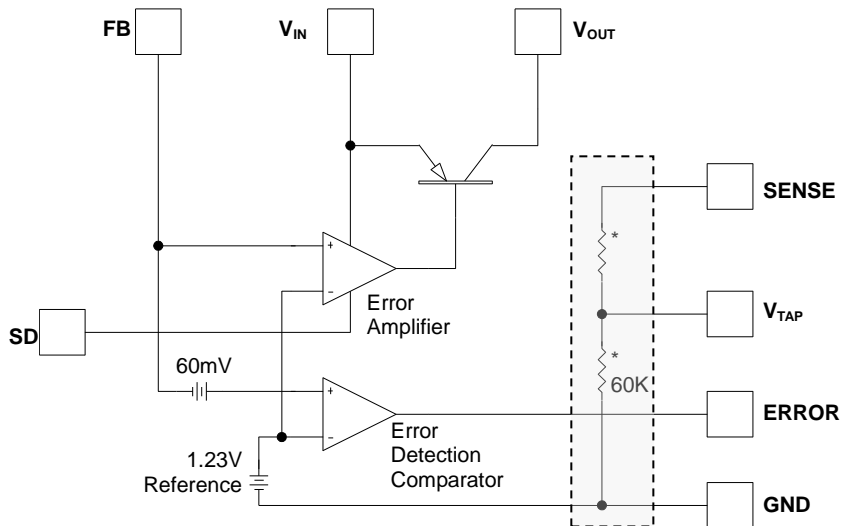 FB
VIN
VOUT
SENSE
*
+
−
Error
Amplifier
VTAP
SD
60mV
*
60K
+
−
ERROR
Error
Detection
Comparator
1.23V
Reference
GND